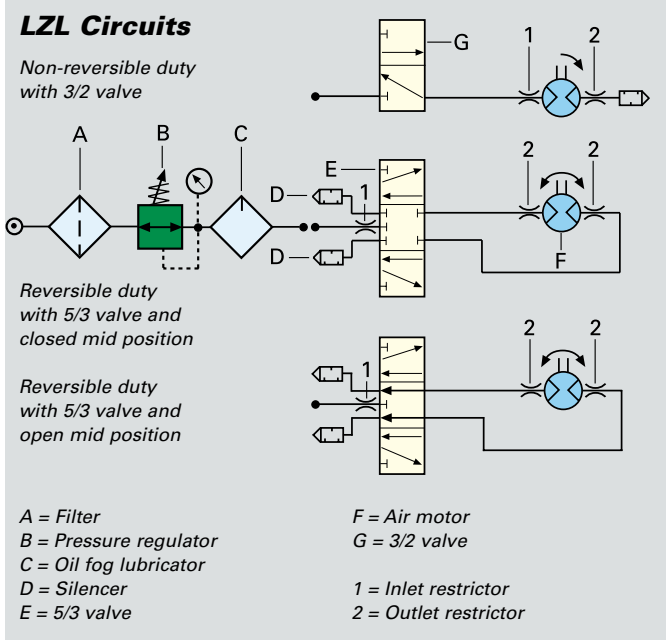 LZL Circuits
Non-reversible duty
with 3/2 valve
G
1
2
A
B
C
E
D
1
D
2
2
F
Reversible duty
with 5/3 valve and
closed mid position
Reversible duty
with 5/3 valve and
open mid position
1
2
2
A = Filter
B = Pressure regulator
C = Oil fog lubricator
D = Silencer
E = 5/3 valve
F = Air motor
G = 3/2 valve
1 = Inlet restrictor
2 = Outlet restrictor